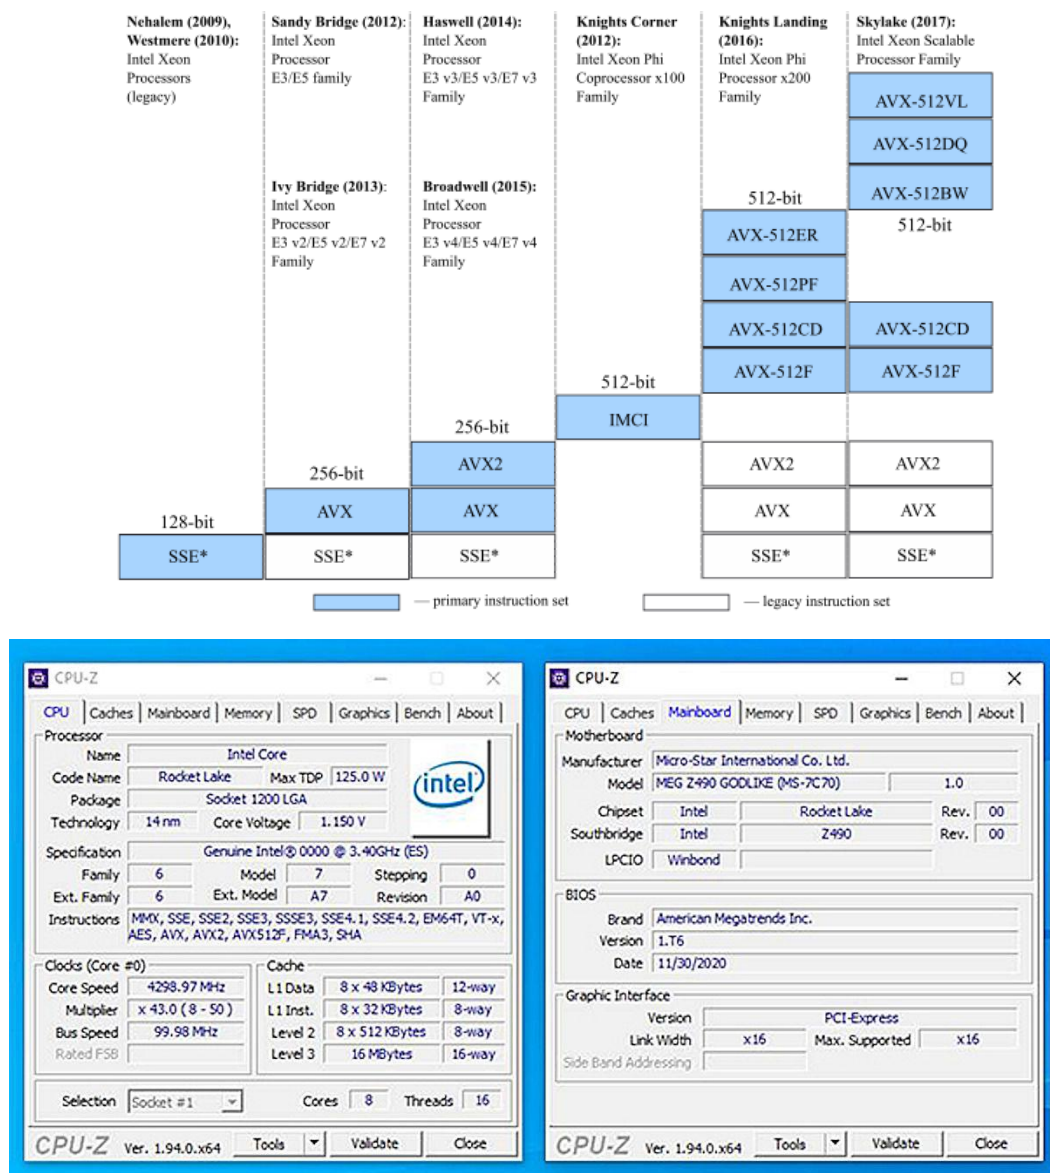 Nehalem (2009),
Westmere (2010):
Intel Xeon
Processors
(legacy)
Sandy Bridge (2012):
Intel Xeon
Processor
E3/E5 family
Haswell (2014):
Intel Xeon
Processor
E3 v3/E5 v3/E7 v3
Family
Knights Corner
(2012):
Intel Xeon Phi
Coprocessor x100
Family
Knights Landing
(2016):
Intel Xeon Phi
Processor x200
Family
Skylake (2017):
Intel Xeon Scalable
Processor Family
AVX-512VL
AVX-512DQ
AVX-512BW
512-bit
Ivy Bridge (2013):
Intel Xeon
Processor
E3 v2/E5 v2/E7 v2
Family
Broadwell (2015):
Intel Xeon
Processor
E3 v4/E5 v4/E7 v4
Family
512-bit
AVX-512ER
AVX-512PF
AVX-512CD AVX-512CD
AVX-512F AVX-512F
512-bit
IMCI
256-bit
AVX2 AVX2 AVX2
256-bit
AVX AVX AVX AVX
128-bit
SSE* SSE* SSE* SSE* SSE*
— primary instruction set — legacy instruction set
CPU-Z
CPU Caches Mainboard Memory SPD Graphics Bench About
Processor
Name Intel Core
Code Name Rocket Lake Max TDP 125.0 W
Package Socket 1200 LGA
Technology 14 nm Core Voltage 1.150 V
intel
Specification Genuine Intel® 0000 @ 3.40GHz (ES)
Family 6 Model 7 Stepping 0
Ext. Family 6 Ext. Model A7 Revision A0
Instructions MMX, SSE, SSE2, SSE3, SSSE3, SSE4.1, SSE4.2, EM64T, VT-x,
AES, AVX, AVX2, AVX512F, FMA3, SHA
Clocks (Core #0)
Core Speed 4298.97 MHz
Multiplier x 43.0 ( 8 - 50 )
Bus Speed 99.98 MHz
Rated FSB
Cache
L1 Data 8 x 48 KBytes 12-way
L1 Inst. 8 x 32 KBytes 8-way
Level 2 8 x 512 KBytes 8-way
Level 3 16 MBytes 16-way
Selection Socket #1 Cores 8 Threads 16
CPU-Z Ver. 1.94.0.x64 Tools Validate Close
CPU-Z
CPU Caches Mainboard Memory SPD Graphics Bench About
Motherboard
Manufacturer Micro-Star International Co. Ltd.
Model MEG Z490 GODLIKE (MS-7C70) 1.0
Chipset Intel Rocket Lake Rev. 00
Southbridge Intel Z490 Rev. 00
LPCIO Winbond
BIOS
Brand American Megatrends Inc.
Version 1.T6
Date 11/30/2020
Graphic Interface
Version PCI-Express
Link Width x16 Max. Supported x16
Side Band Addressing
CPU-Z Ver. 1.94.0.x64 Tools Validate Close